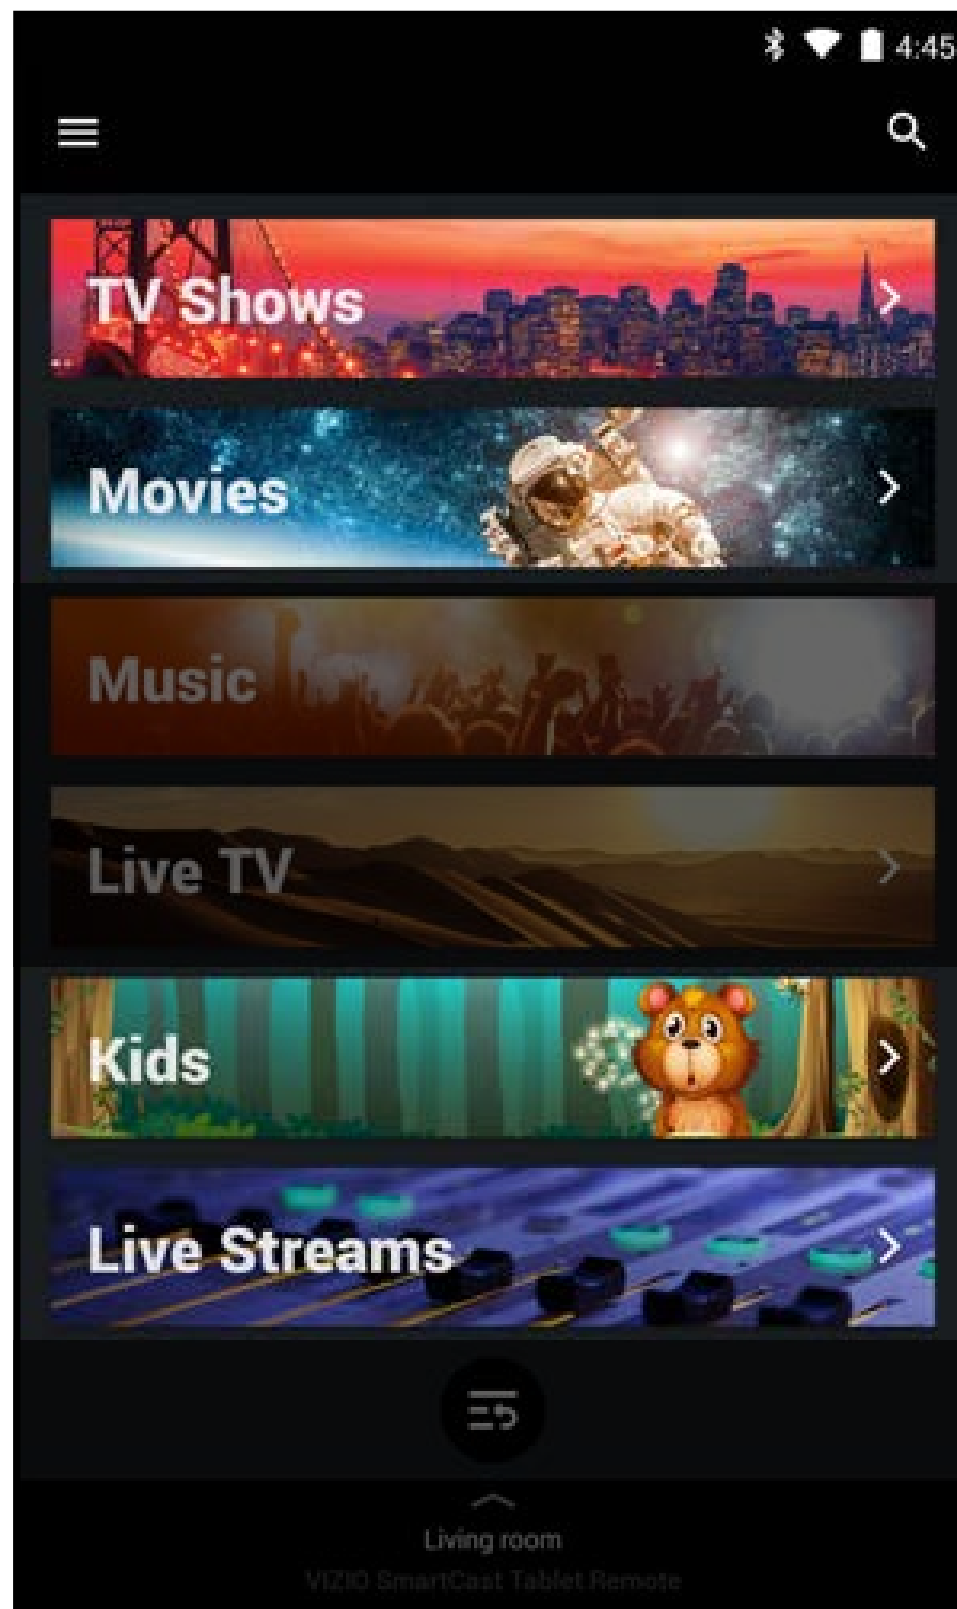 4:45
TV Shows
Movies
Music
Live TV
Kids
Live Streams
Living room
VIZIO SmartCast Tablet Remote